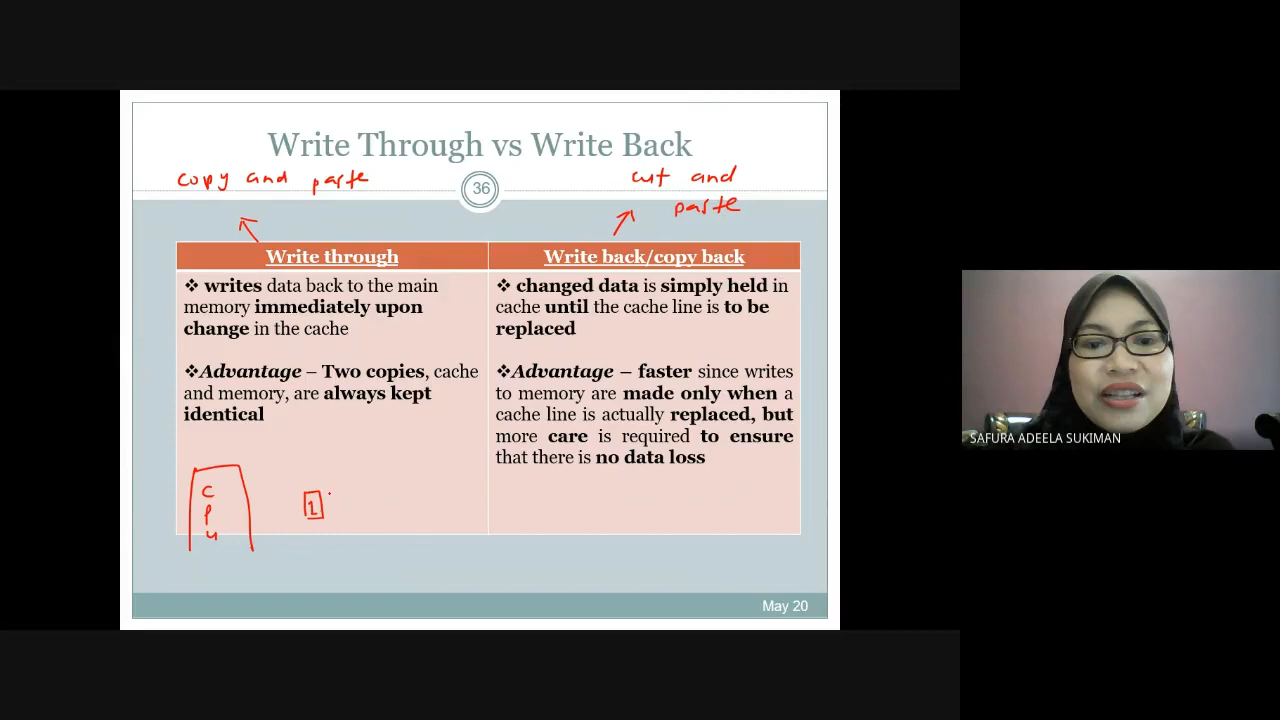 Write Through vs Write Back
copy and paste
36
cut and
paste
Write through
❖ writes data back to the main
memory immediately upon
change in the cache
❖Advantage – Two copies, cache
and memory, are always kept
identical
Write back/copy back
❖ changed data is simply held in
cache until the cache line is to be
replaced
❖Advantage – faster since writes
to memory are made only when a
cache line is actually replaced, but
more care is required to ensure
that there is no data loss
C
P
U
1
May 20
SAFURA ADEELA SUKIMAN